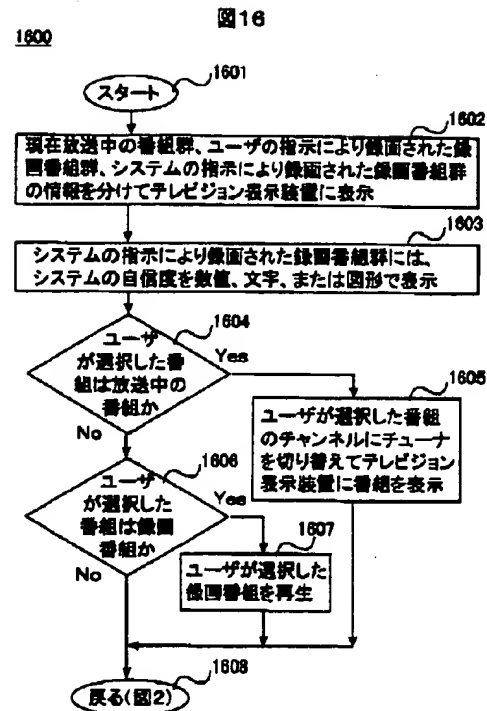 図16
1600
1601
スタート
1602
現在放送中の番組群、ユーザの指示により録画された録
画番組群、システムの指示により録画された録画番組群
の情報を分けてテレビジョン表示装置に表示
1603
システムの指示により録画された録画番組群には、
システムの自信度を数値、文字、または図形で表示
1604
ユーザ
が選択した番
組は放送中の
番組か
Yes
No
1605
ユーザが選択した番組
のチャンネルにチューナ
を切り替えてテレビジョン
表示装置に番組を表示
1606
ユーザ
が選択した
番組は録画
番組か
Yes
No
1607
ユーザが選択した
録画番組を再生
1608
戻る(図2)